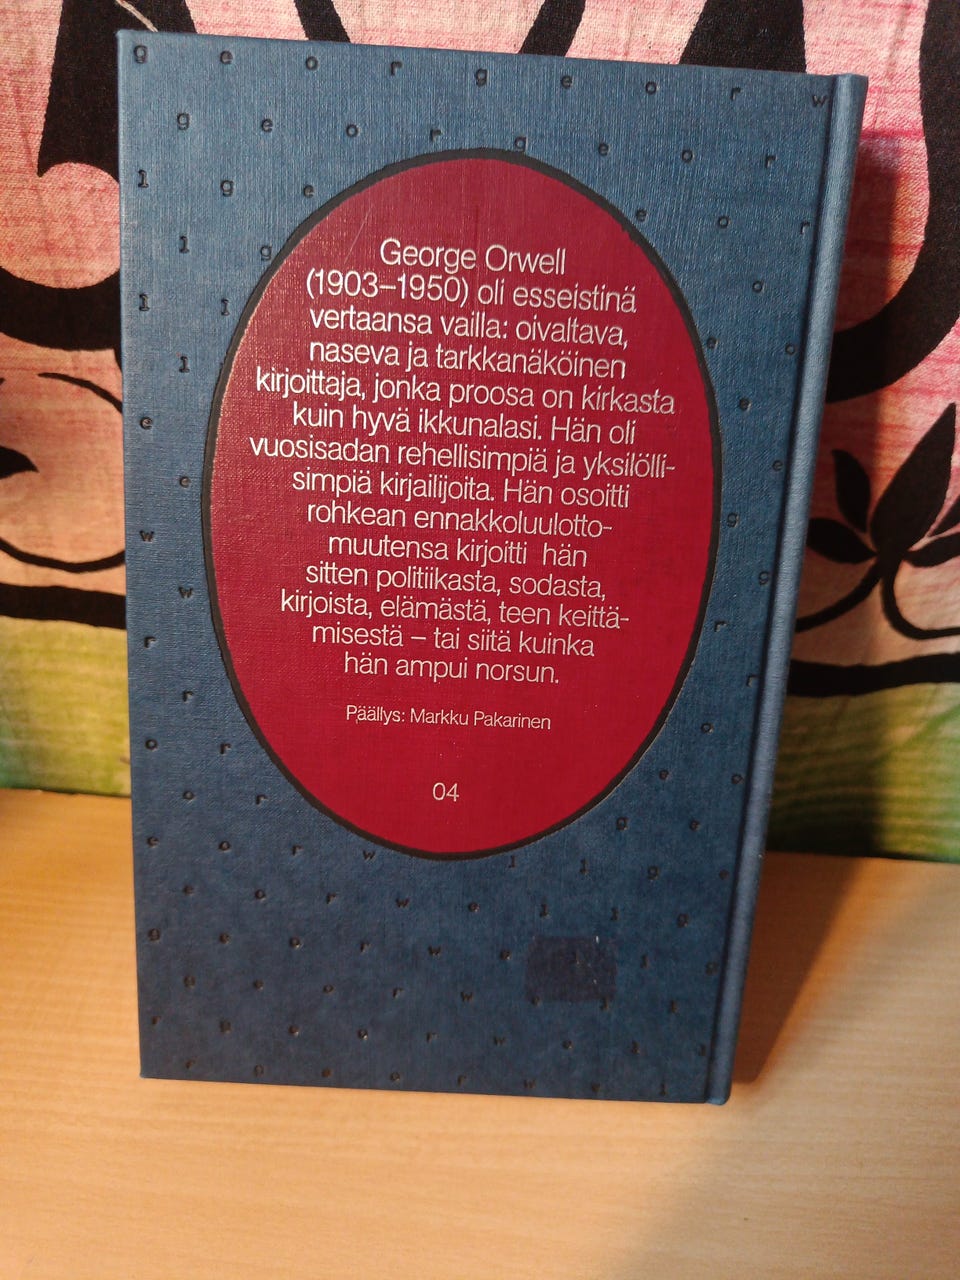 George Orwell
(1903–1950) oli esseistinä
vertaansa vailla: oivaltava,
naseva ja tarkkanäköinen
kirjoittaja, jonka proosa on kirkasta
kuin hyvä ikkunalasi. Hän oli
vuosisadan rehellisimpiä ja yksilölli-
simpiä kirjailijoita. Hän osoitti
rohkean ennakkoluulotto-
muutensa kirjoitti hän
sitten politiikasta, sodasta,
kirjoista, elämästä, teen keittä-
misestä – tai siitä kuinka
hän ampui norsun.
Päällys: Markku Pakarinen
04